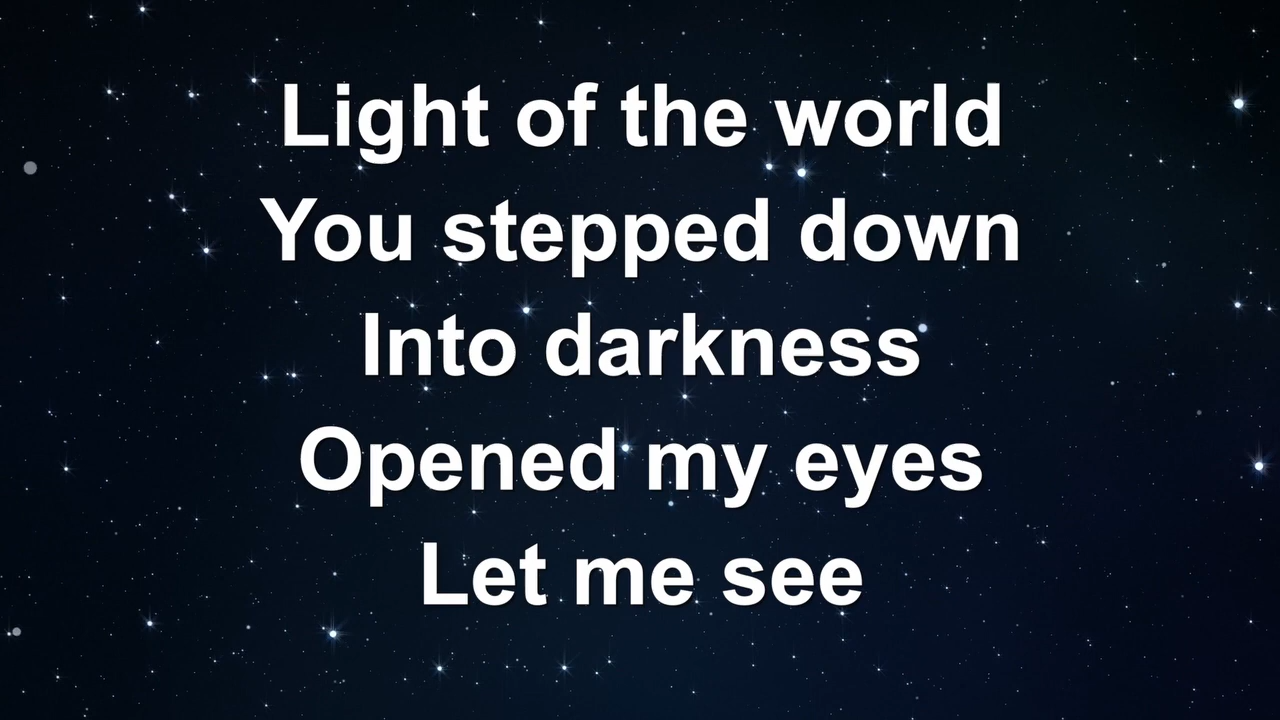 Light of the world
You stepped down
Into darkness
Opened my eyes
Let me see